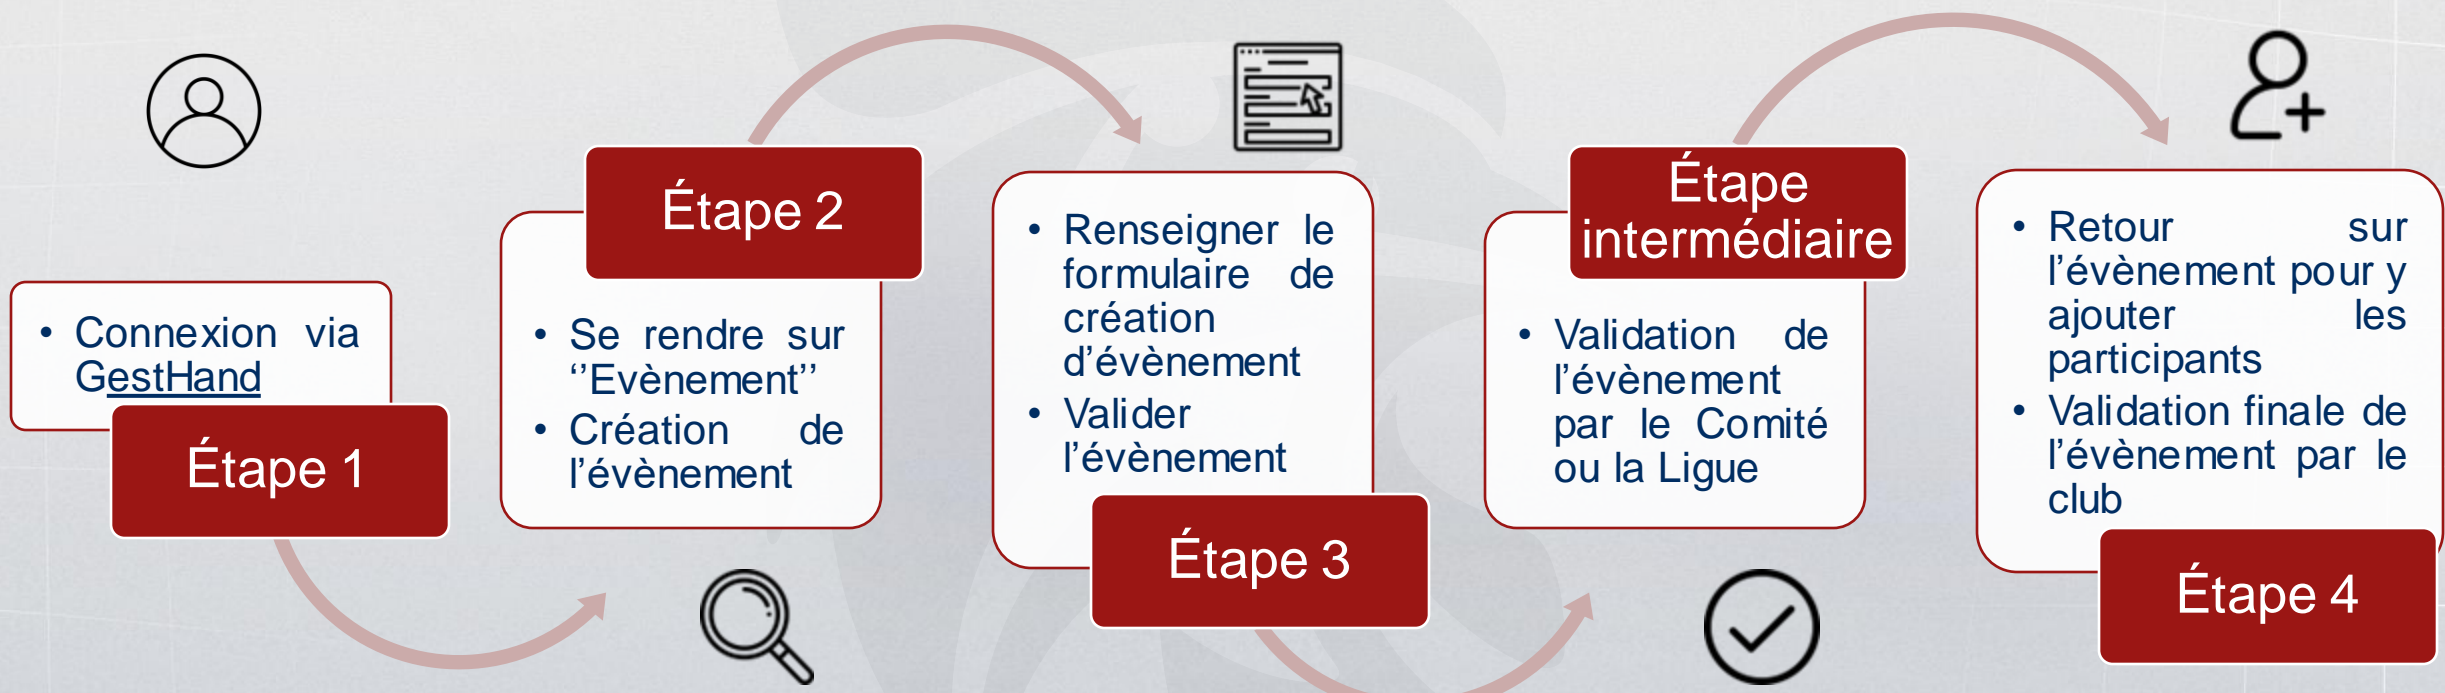 • Connexion via
GestHand
Étape 1
Étape 2
• Se rendre sur
‘’Evènement’’
• Création de
l’évènement
• Renseigner le
formulaire de
création
d’évènement
• Valider
l’évènement
Étape 3
Étape
intermédiaire
• Validation de
l’évènement
par le Comité
ou la Ligue
• Retour sur
l’évènement pour y
ajouter les
participants
• Validation finale de
l’évènement par le
club
Étape 4